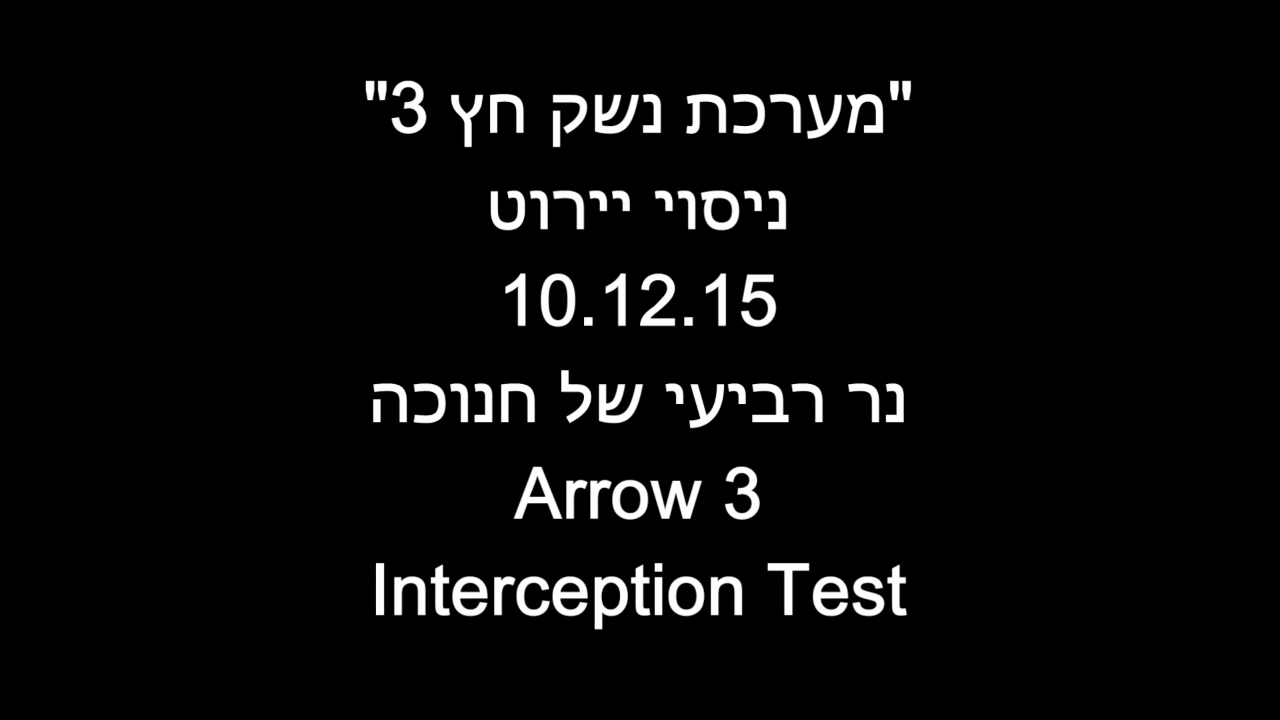 "מערכת נשק חץ 3"
ניסוי יירוט
10.12.15
נר רביעי של חנוכה
Arrow 3
Interception Test